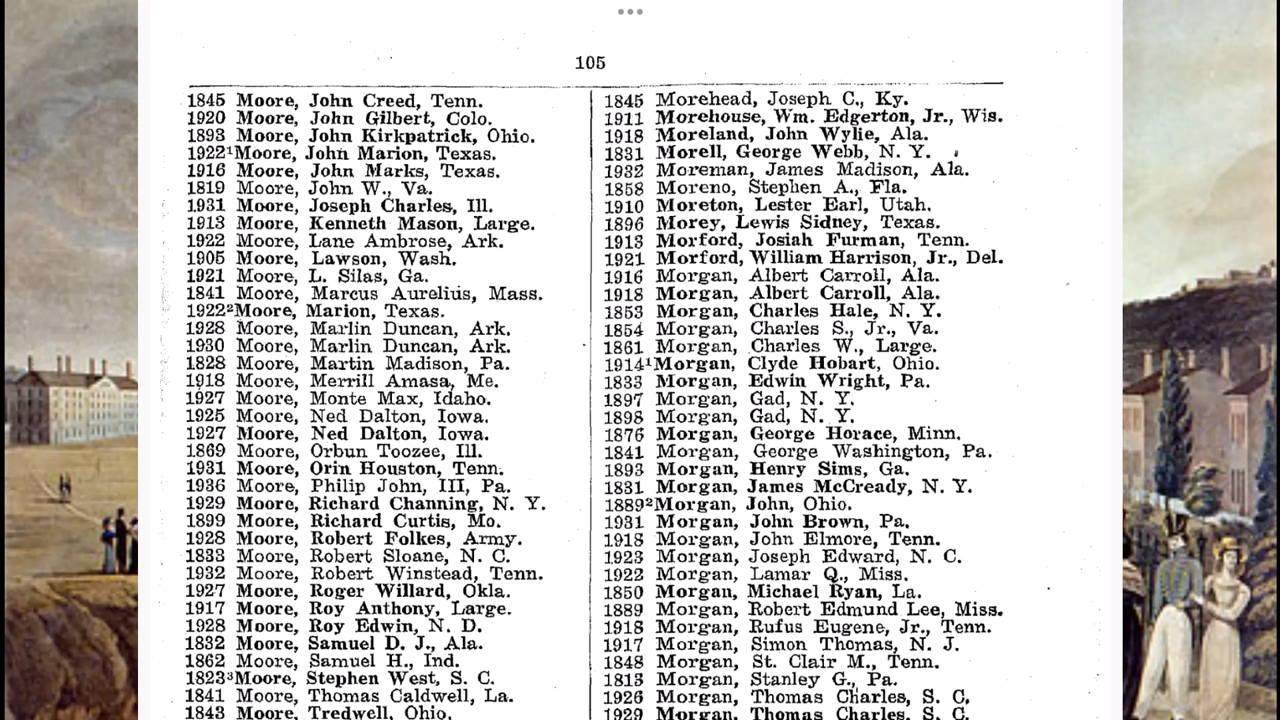 105
1845 Moore, John Creed, Tenn.
1920 Moore, John Gilbert, Colo.
1893 Moore, John Kirkpatrick, Ohio.
1922¹Moore, John Marion, Texas.
1916 Moore, John Marks, Texas.
1819 Moore, John W., Va.
1931 Moore, Joseph Charles, Ill.
1913 Moore, Kenneth Mason, Large.
1922 Moore, Lane Ambrose, Ark.
1905 Moore, Lawson, Wash.
1921 Moore, L. Silas, Ga.
1841 Moore, Marcus Aurelius, Mass.
1922²Moore, Marion, Texas.
1928 Moore, Marlin Duncan, Ark.
1930 Moore, Marlin Duncan, Ark.
1828 Moore, Martin Madison, Pa.
1918 Moore, Merrill Amasa, Me.
1927 Moore, Monte Max, Idaho.
1925 Moore, Ned Dalton, Iowa.
1927 Moore, Ned Dalton, Iowa.
1869 Moore, Orbun Toozee, Ill.
1931 Moore, Orin Houston, Tenn.
1936 Moore, Philip John, III, Pa.
1929 Moore, Richard Channing, N. Y.
1899 Moore, Richard Curtis, Mo.
1928 Moore, Robert Folkes, Army.
1833 Moore, Robert Sloane, N. C.
1932 Moore, Robert Winstead, Tenn.
1927 Moore, Roger Willard, Okla.
1917 Moore, Roy Anthony, Large.
1928 Moore, Roy Edwin, N. D.
1832 Moore, Samuel D. J., Ala.
1862 Moore, Samuel H., Ind.
1823³Moore, Stephen West, S. C.
1841 Moore, Thomas Caldwell, La.
1843 Moore, Tredwell, Ohio.
1845 Morehead, Joseph C., Ky.
1911 Morehouse, Wm. Edgerton, Jr., Wis.
1918 Moreland, John Wylie, Ala.
1831 Morell, George Webb, N. Y.
1932 Moreman, James Madison, Ala.
1858 Moreno, Stephen A., Fla.
1910 Moreton, Lester Earl, Utah.
1896 Morey, Lewis Sidney, Texas.
1913 Morford, Josiah Furman, Tenn.
1921 Morford, William Harrison, Jr., Del.
1916 Morgan, Albert Carroll, Ala.
1918 Morgan, Albert Carroll, Ala.
1853 Morgan, Charles Hale, N. Y.
1854 Morgan, Charles S., Jr., Va.
1861 Morgan, Charles W., Large.
1914¹Morgan, Clyde Hobart, Ohio.
1833 Morgan, Edwin Wright, Pa.
1897 Morgan, Gad, N. Y.
1898 Morgan, Gad, N. Y.
1876 Morgan, George Horace, Minn.
1841 Morgan, George Washington, Pa.
1893 Morgan, Henry Sims, Ga.
1831 Morgan, James McCready, N. Y.
1889²Morgan, John, Ohio.
1931 Morgan, John Brown, Pa.
1918 Morgan, John Elmore, Tenn.
1923 Morgan, Joseph Edward, N. C.
1922 Morgan, Lamar Q., Miss.
1850 Morgan, Michael Ryan, La.
1889 Morgan, Robert Edmund Lee, Miss.
1918 Morgan, Rufus Eugene, Jr., Tenn.
1917 Morgan, Simon Thomas, N. J.
1848 Morgan, St. Clair M., Tenn.
1813 Morgan, Stanley G., Pa.
1926 Morgan, Thomas Charles, S. C.
1929 Morgan, Thomas Charles, S. C.